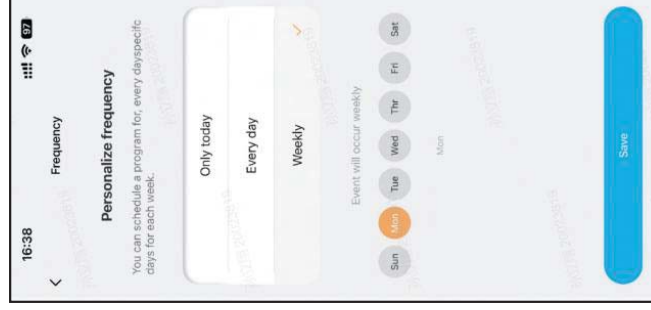 16:38
97
Frequency
Personalize frequency
You can schedule a program for, every dayspecifc
days for each week.
Only today
Every day
Weekly
Event will occur weekly
Sun Mon Tue Wed Thr Fri Sat
Mon
Save